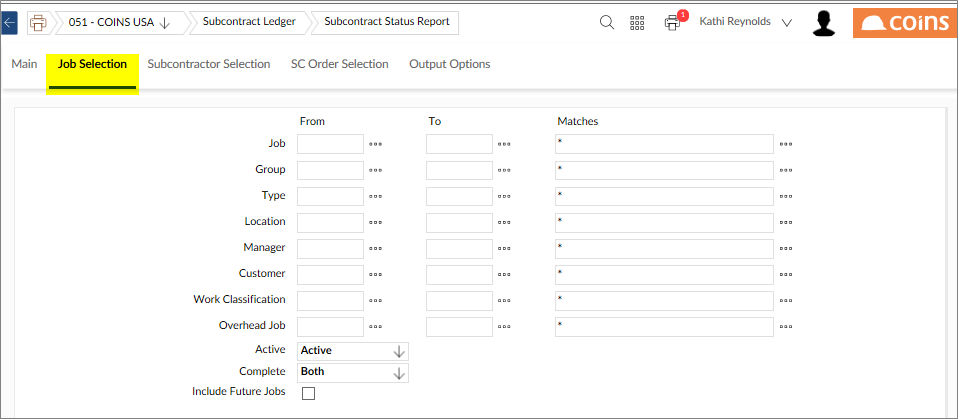 051 - COINS USA Subcontract Ledger Subcontract Status Report 1 Kathi Reynolds coins
Main Job Selection Subcontractor Selection SC Order Selection Output Options
From To Matches
Job *
Group *
Type *
Location *
Manager *
Customer *
Work Classification *
Overhead Job *
Active Active
Complete Both
Include Future Jobs